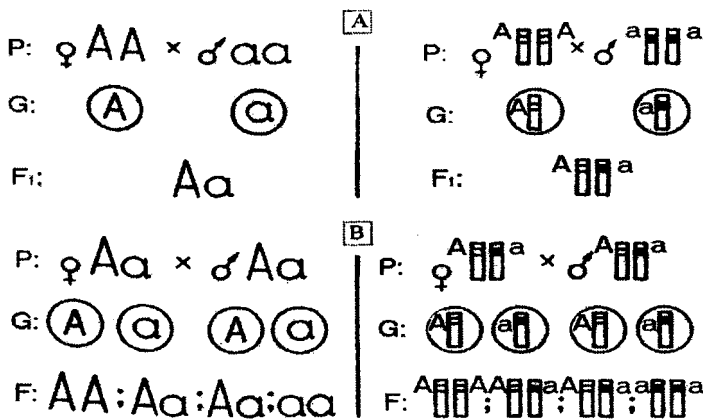 A
P: ♀ AA × ♂ aa
G: A a
F₁: Aa
P: ♀ A A × ♂ a a
G: A a
F₁: A a
B
P: ♀ Aa × ♂ Aa
G: A a A a
F: AA ; Aa ; Aa ; aa
P: ♀ A a × ♂ A a
G: A a A a
F: A A ; A a ; A a ; a a